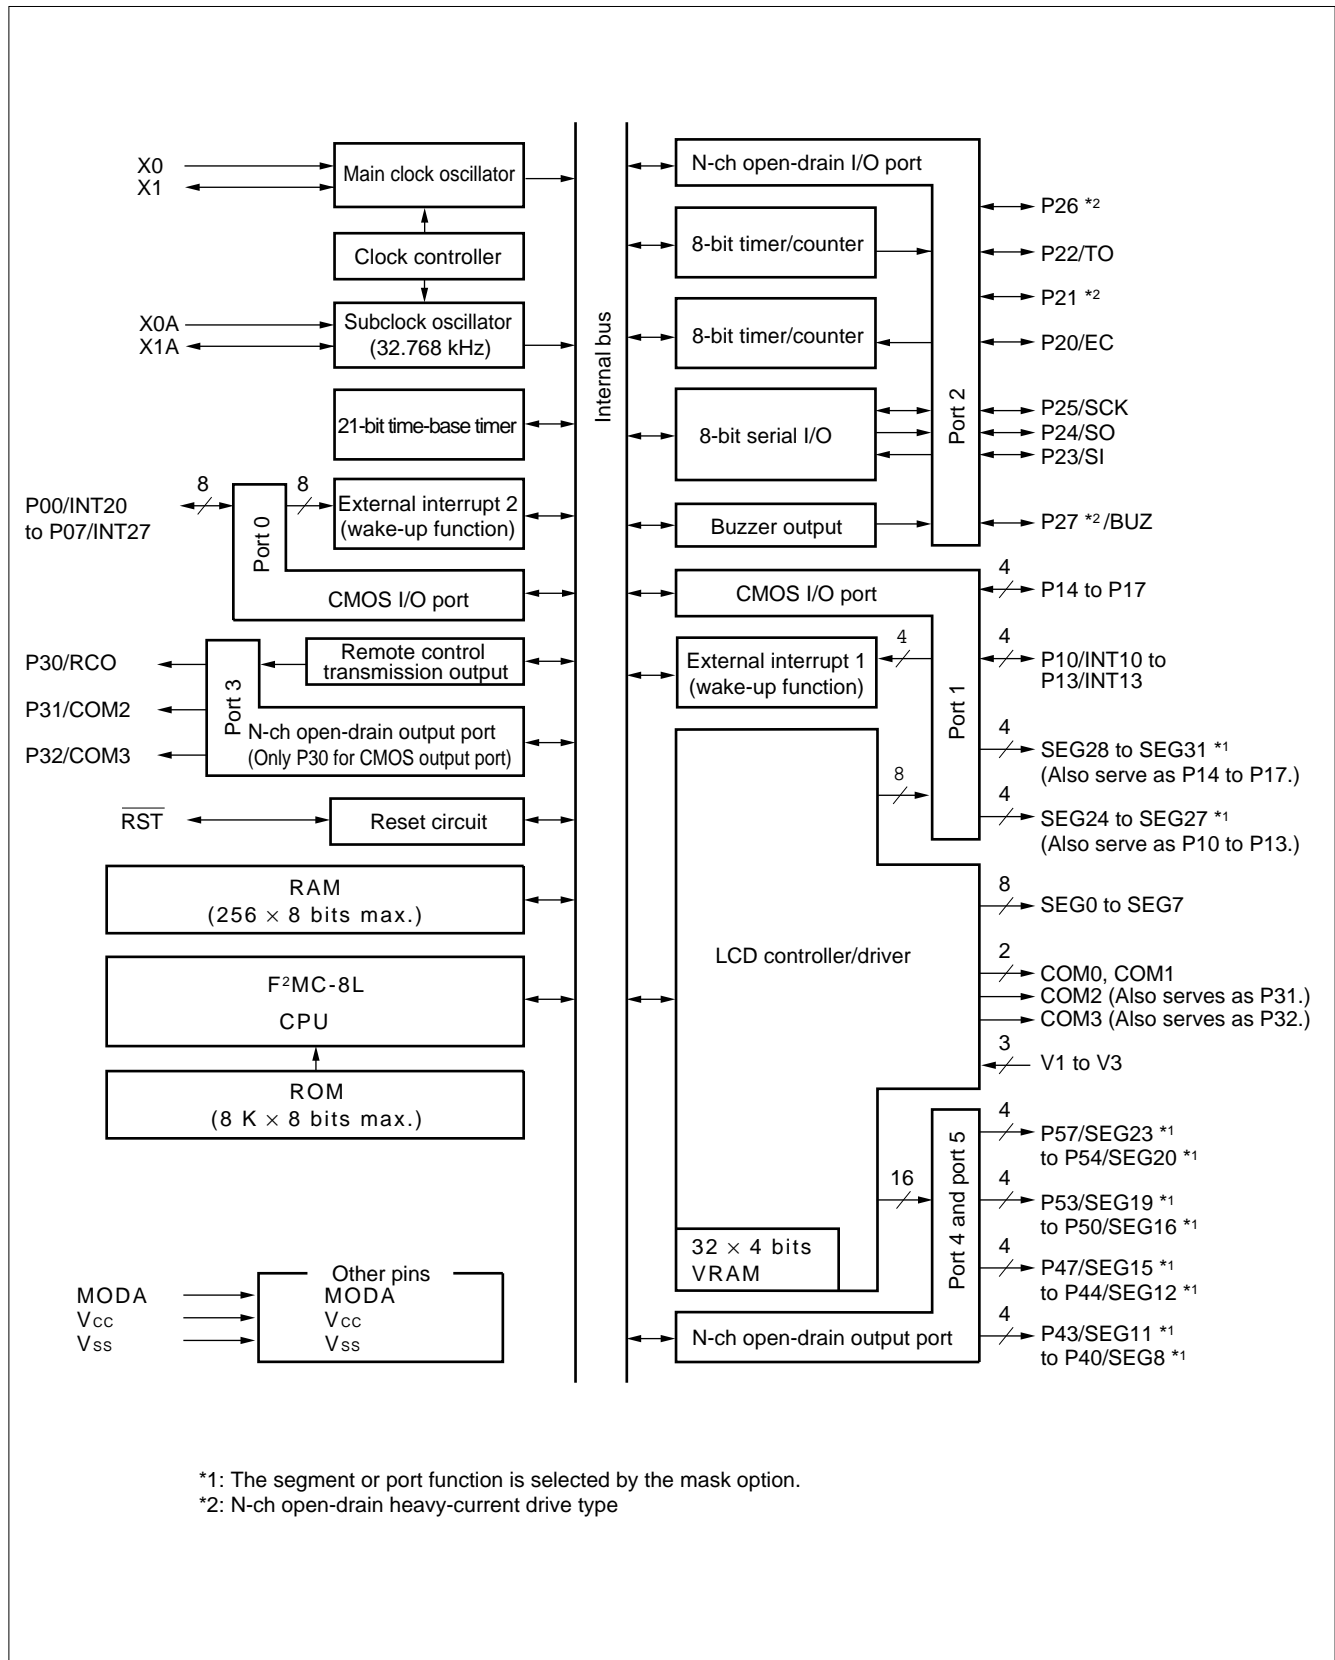 X0
X1
Main clock oscillator
Clock controller
X0A
X1A
Subclock oscillator
(32.768 kHz)
21-bit time-base timer
P00/INT20
to P07/INT27
8
Port 0
8
External interrupt 2
(wake-up function)
CMOS I/O port
P30/RCO
P31/COM2
P32/COM3
Port 3
Remote control
transmission output
N-ch open-drain output port
(Only P30 for CMOS output port)
RST
Reset circuit
RAM
(256 × 8 bits max.)
F²MC-8L
CPU
ROM
(8 K × 8 bits max.)
MODA
VCC
VSS
Other pins
MODA
VCC
VSS
Internal bus
N-ch open-drain I/O port
8-bit timer/counter
8-bit timer/counter
8-bit serial I/O
Buzzer output
Port 2
P26 *2
P22/TO
P21 *2
P20/EC
P25/SCK
P24/SO
P23/SI
P27 *2 /BUZ
CMOS I/O port
External interrupt 1
(wake-up function)
4
Port 1
4
P14 to P17
4
P10/INT10 to
P13/INT13
8
4
SEG28 to SEG31 *1
(Also serve as P14 to P17.)
4
SEG24 to SEG27 *1
(Also serve as P10 to P13.)
LCD controller/driver
8
SEG0 to SEG7
2
COM0, COM1
COM2 (Also serves as P31.)
COM3 (Also serves as P32.)
3
V1 to V3
16
32 × 4 bits
VRAM
Port 4 and port 5
N-ch open-drain output port
4
P57/SEG23 *1
to P54/SEG20 *1
4
P53/SEG19 *1
to P50/SEG16 *1
4
P47/SEG15 *1
to P44/SEG12 *1
4
P43/SEG11 *1
to P40/SEG8 *1
*1: The segment or port function is selected by the mask option.
*2: N-ch open-drain heavy-current drive type